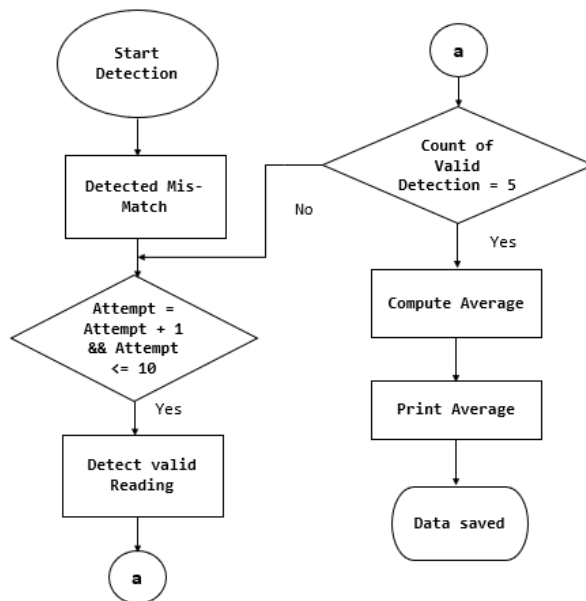 Start
Detection
Detected Mis-
Match
Attempt =
Attempt + 1
&& Attempt
<= 10
Yes
Detect valid
Reading
a
a
Count of
Valid
Detection = 5
No
Yes
Compute Average
Print Average
Data saved